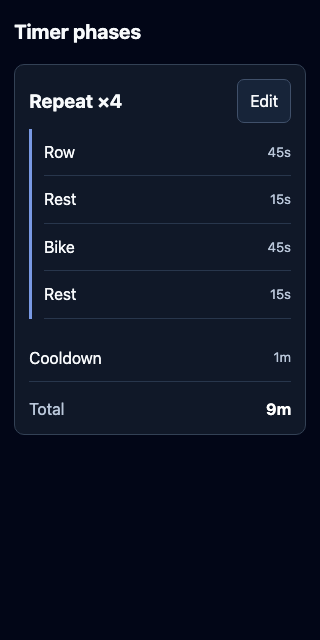 Timer phases
Repeat ×4 Edit
Row 45s
Rest 15s
Bike 45s
Rest 15s
Cooldown 1m
Total 9m